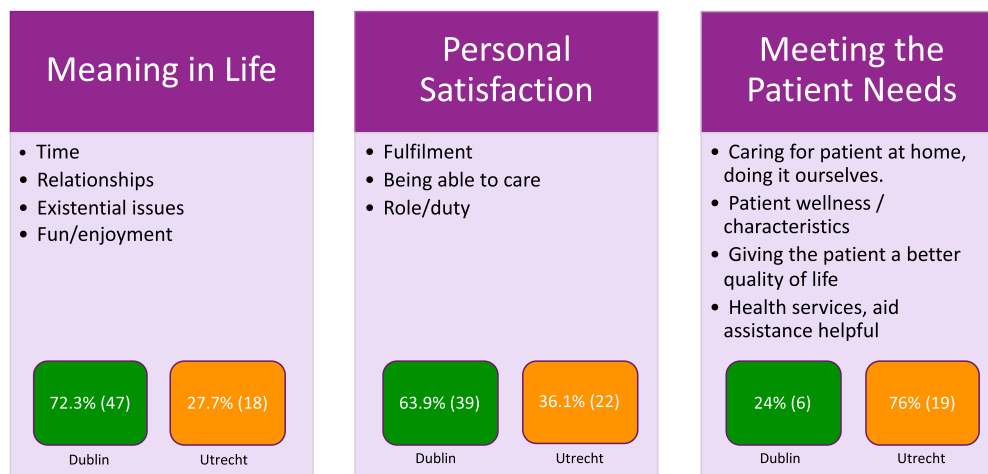 Meaning in Life
• Time
• Relationships
• Existential issues
• Fun/enjoyment
72.3% (47)
27.7% (18)
Dublin
Utrecht
Personal
Satisfaction
• Fulfilment
• Being able to care
• Role/duty
63.9% (39)
36.1% (22)
Dublin
Utrecht
Meeting the
Patient Needs
• Caring for patient at home,
doing it ourselves.
• Patient wellness /
characteristics
• Giving the patient a better
quality of life
• Health services, aid
assistance helpful
24% (6)
76% (19)
Dublin
Utrecht